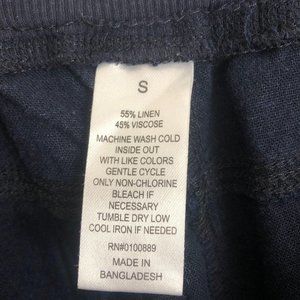 S
55% LINEN
45% VISCOSE
MACHINE WASH COLD
INSIDE OUT
WITH LIKE COLORS
GENTLE CYCLE
ONLY NON-CHLORINE
BLEACH IF
NECESSARY
TUMBLE DRY LOW
COOL IRON IF NEEDED
RN#0100889
MADE IN
BANGLADESH